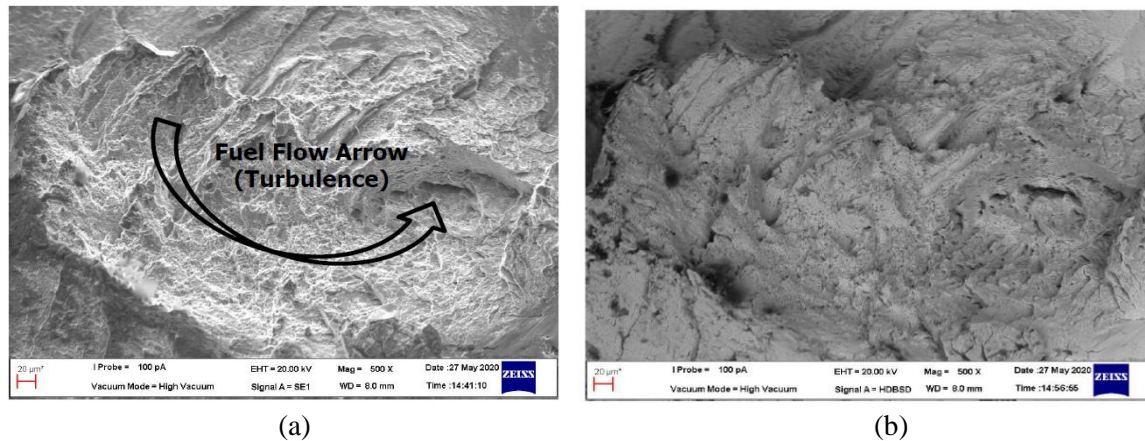 Fuel Flow Arrow
(Turbulence)
20 µm*
I Probe = 100 pA
EHT = 20.00 kV
Mag = 500 X
Date :27 May 2020
Vacuum Mode = High Vacuum
Signal A = SE1
WD = 8.0 mm
Time :14:41:10
ZEISS
20 µm*
I Probe = 100 pA
EHT = 20.00 kV
Mag = 500 X
Date :27 May 2020
Vacuum Mode = High Vacuum
Signal A = HDBSD
WD = 8.0 mm
Time :14:56:55
ZEISS
(a)
(b)